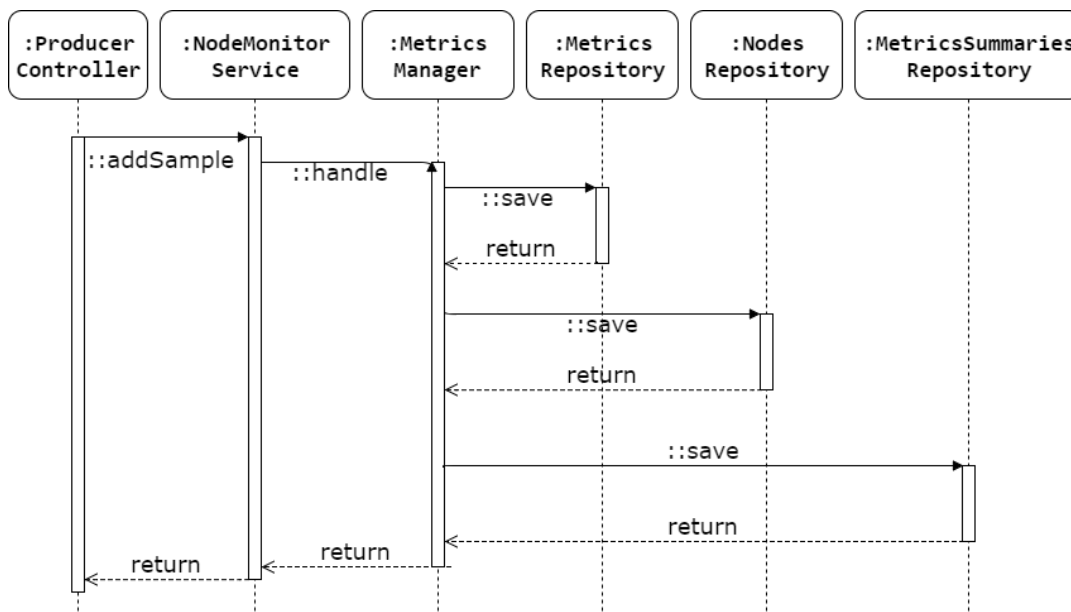 :Producer
Controller
:NodeMonitor
Service
:Metrics
Manager
:Metrics
Repository
:Nodes
Repository
:MetricsSummaries
Repository
::addSample
::handle
::save
return
::save
return
::save
return
return
return